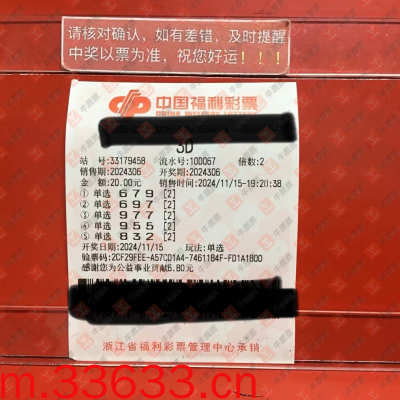 请核对确认，如有差错，及时提醒
中奖以票为准，祝您好运！！！
中国福利彩票
3D
站 号:33179458 流水号:100067 倍数:2
销售期:2024306 开奖期:2024306
金 额:20.00元 销售时间:2024/11/15-19:20:38
① 单选 6 7 9 [2]
② 单选 6 9 7 [2]
③ 单选 9 7 7 [2]
④ 单选 9 5 5 [2]
⑤ 单选 8 3 2 [2]
开奖日期:2024/11/15 玩法:单选
验票码:2CF29FEE-A57CD1A4-7461184F-FD1A1800
感谢您为公益事业贡献6.80元
浙江省福利彩票管理中心承销
m.33633.cn